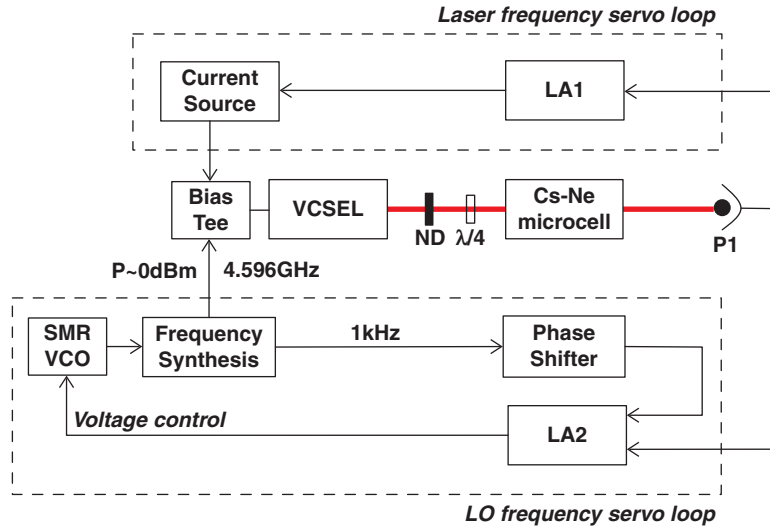 Laser frequency servo loop
Current
Source
LA1
Bias
Tee
VCSEL
ND
λ/4
Cs-Ne
microcell
P1
P~0dBm
4.596GHz
SMR
VCO
Frequency
Synthesis
1kHz
Phase
Shifter
Voltage control
LA2
LO frequency servo loop